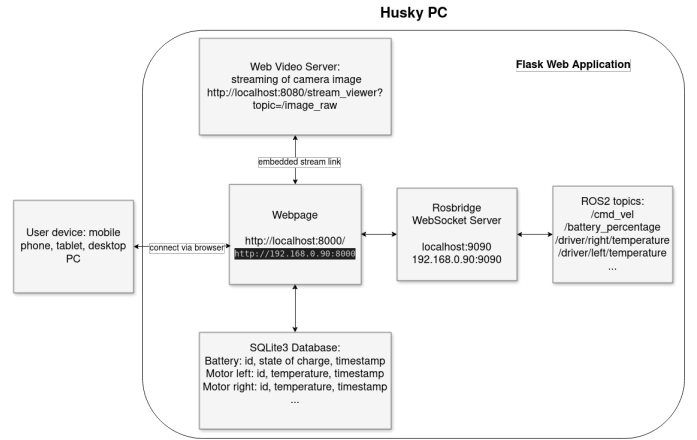 Husky PC
Flask Web Application
Web Video Server:
streaming of camera image
http://localhost:8080/stream_viewer?
topic=/image_raw
embedded stream link
User device: mobile
phone, tablet, desktop
PC
connect via browser
Webpage
http://localhost:8000/
http://192.168.0.90:8000
Rosbridge
WebSocket Server
localhost:9090
192.168.0.90:9090
ROS2 topics:
/cmd_vel
/battery_percentage
/driver/right/temperature
/driver/left/temperature
...
SQLite3 Database:
Battery: id, state of charge, timestamp
Motor left: id, temperature, timestamp
Motor right: id, temperature, timestamp
...